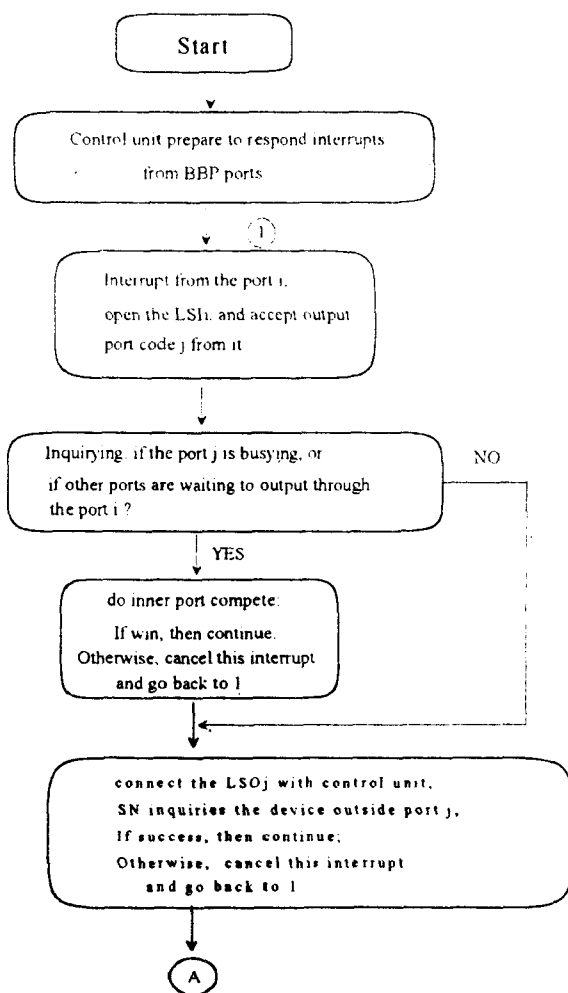 Start
Control unit prepare to respond interrupts
from BBP ports
1
Interrupt from the port i,
open the LSIi, and accept output
port code j from it
Inquirying, if the port j is busying, or
if other ports are waiting to output through
the port i ?
NO
YES
do inner port compete:
If win, then continue.
Otherwise, cancel this interrupt
and go back to 1
connect the LSOj with control unit,
SN inquiries the device outside port j,
If success, then continue;
Otherwise, cancel this interrupt
and go back to 1
A